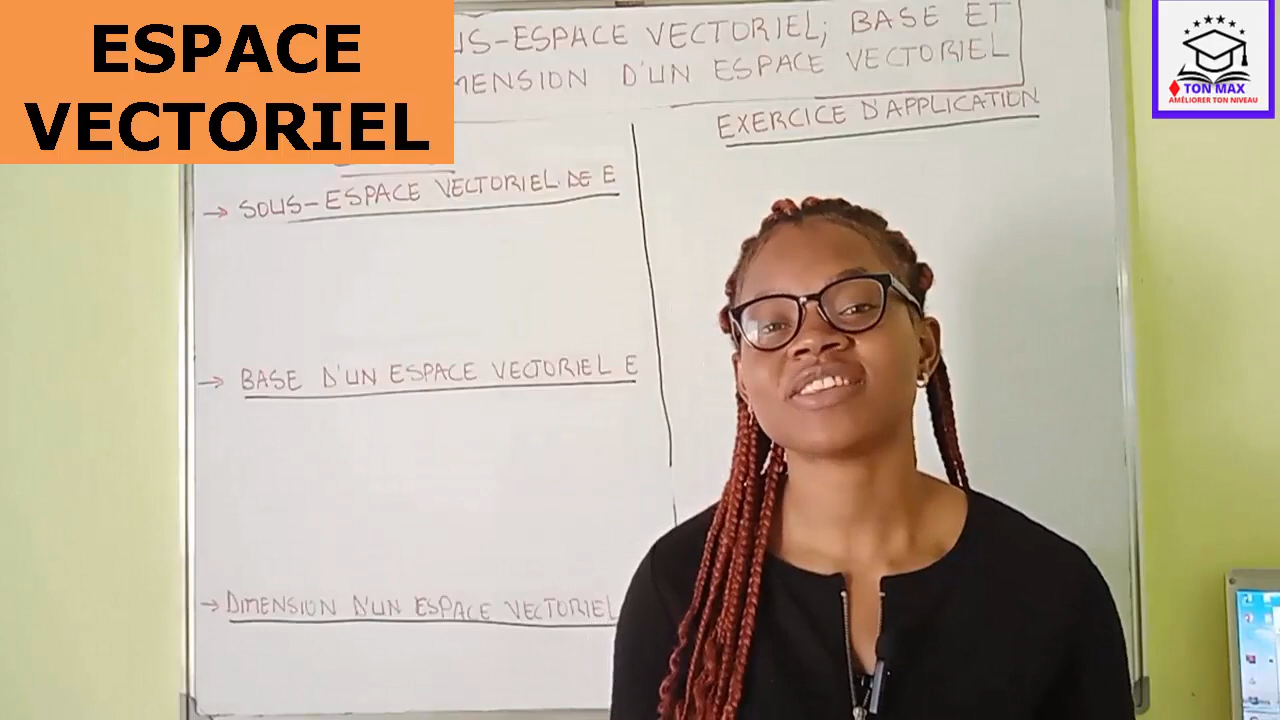 ESPACE
VECTORIEL
-ESPACE VECTORIEL; BASE ET
D'UN ESPACE VECTORIEL
EXERCICE D'APPLICATION
→ SOUS-ESPACE VECTORIEL DE E
→ BASE D'UN ESPACE VECTORIEL E
→ DIMENSION D'UN ESPACE VECTORIEL
TON MAX
AMÉLIORER TON NIVEAU